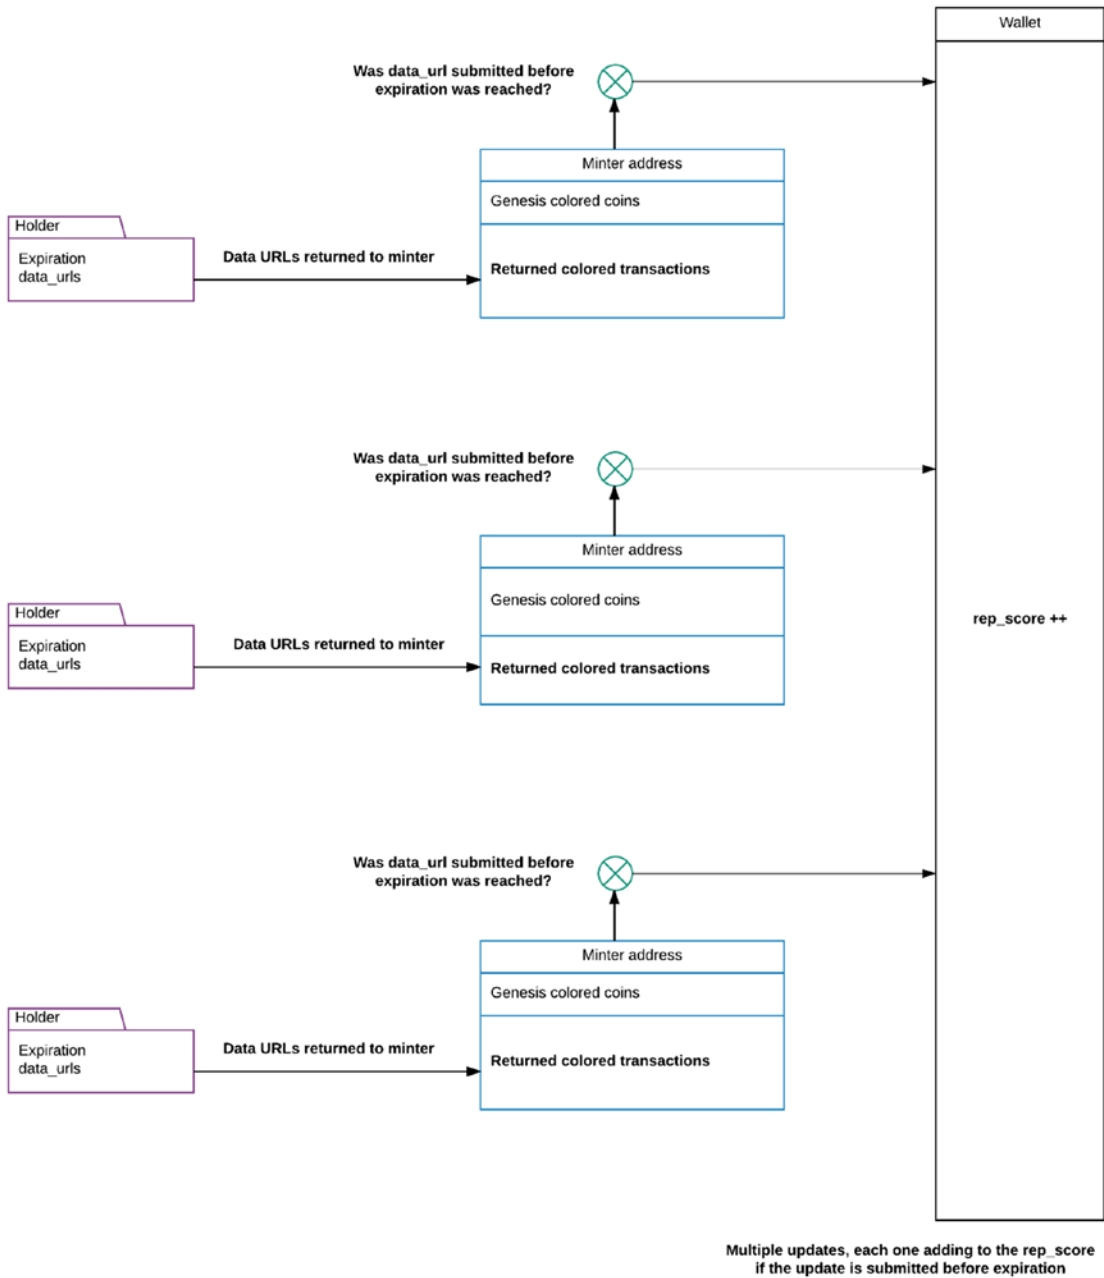 Wallet
Was data_url submitted before
expiration was reached?
Minter address
Genesis colored coins
Holder
Expiration
data_urls
Data URLs returned to minter
Returned colored transactions
Was data_url submitted before
expiration was reached?
Minter address
Genesis colored coins
Holder
Expiration
data_urls
Data URLs returned to minter
Returned colored transactions
rep_score ++
Was data_url submitted before
expiration was reached?
Minter address
Genesis colored coins
Holder
Expiration
data_urls
Data URLs returned to minter
Returned colored transactions
Multiple updates, each one adding to the rep_score
if the update is submitted before expiration